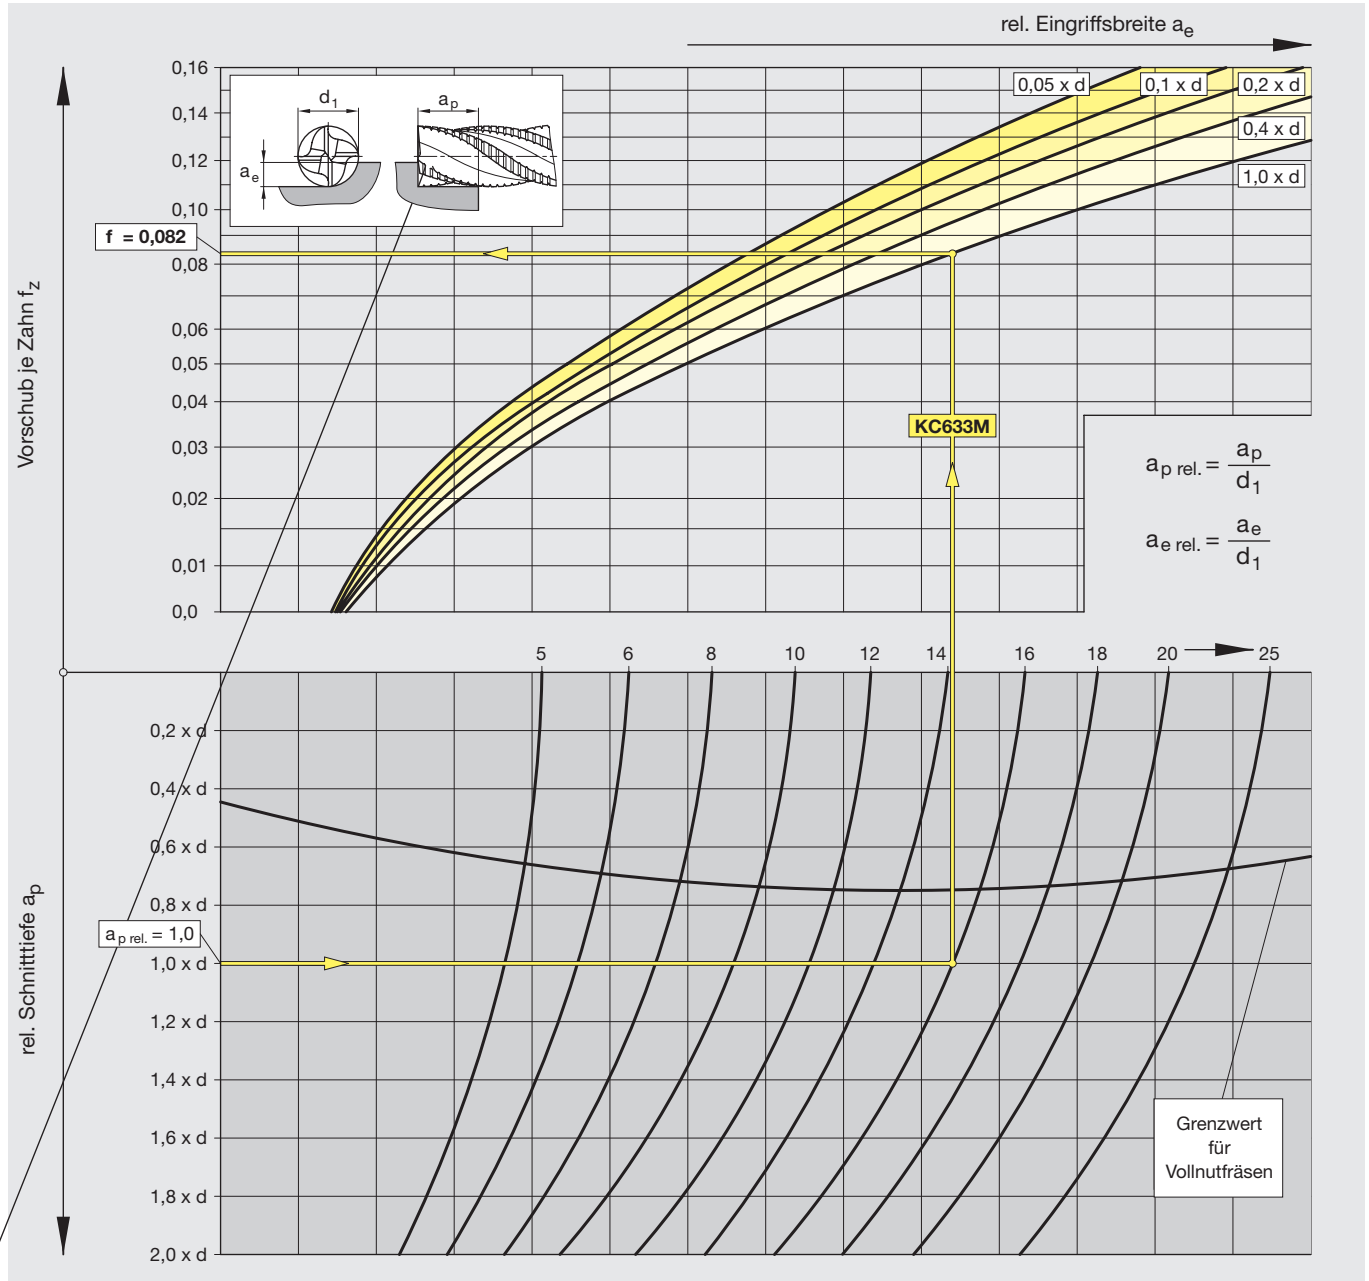 rel. Eingriffsbreite ae
0,16
0,14
0,12
0,10
0,08
0,06
0,05
0,04
0,03
0,02
0,01
0,0
Vorschub je Zahn fz
d1
ap
ae
f = 0,082
0,05 x d
0,1 x d
0,2 x d
0,4 x d
1,0 x d
KC633M
ap rel. = ap / d1
ae rel. = ae / d1
5 6 8 10 12 14 16 18 20 25
0,2 x d
0,4 x d
0,6 x d
0,8 x d
1,0 x d
1,2 x d
1,4 x d
1,6 x d
1,8 x d
2,0 x d
rel. Schnitttiefe ap
ap rel. = 1,0
Grenzwert
für
Vollnutfräsen